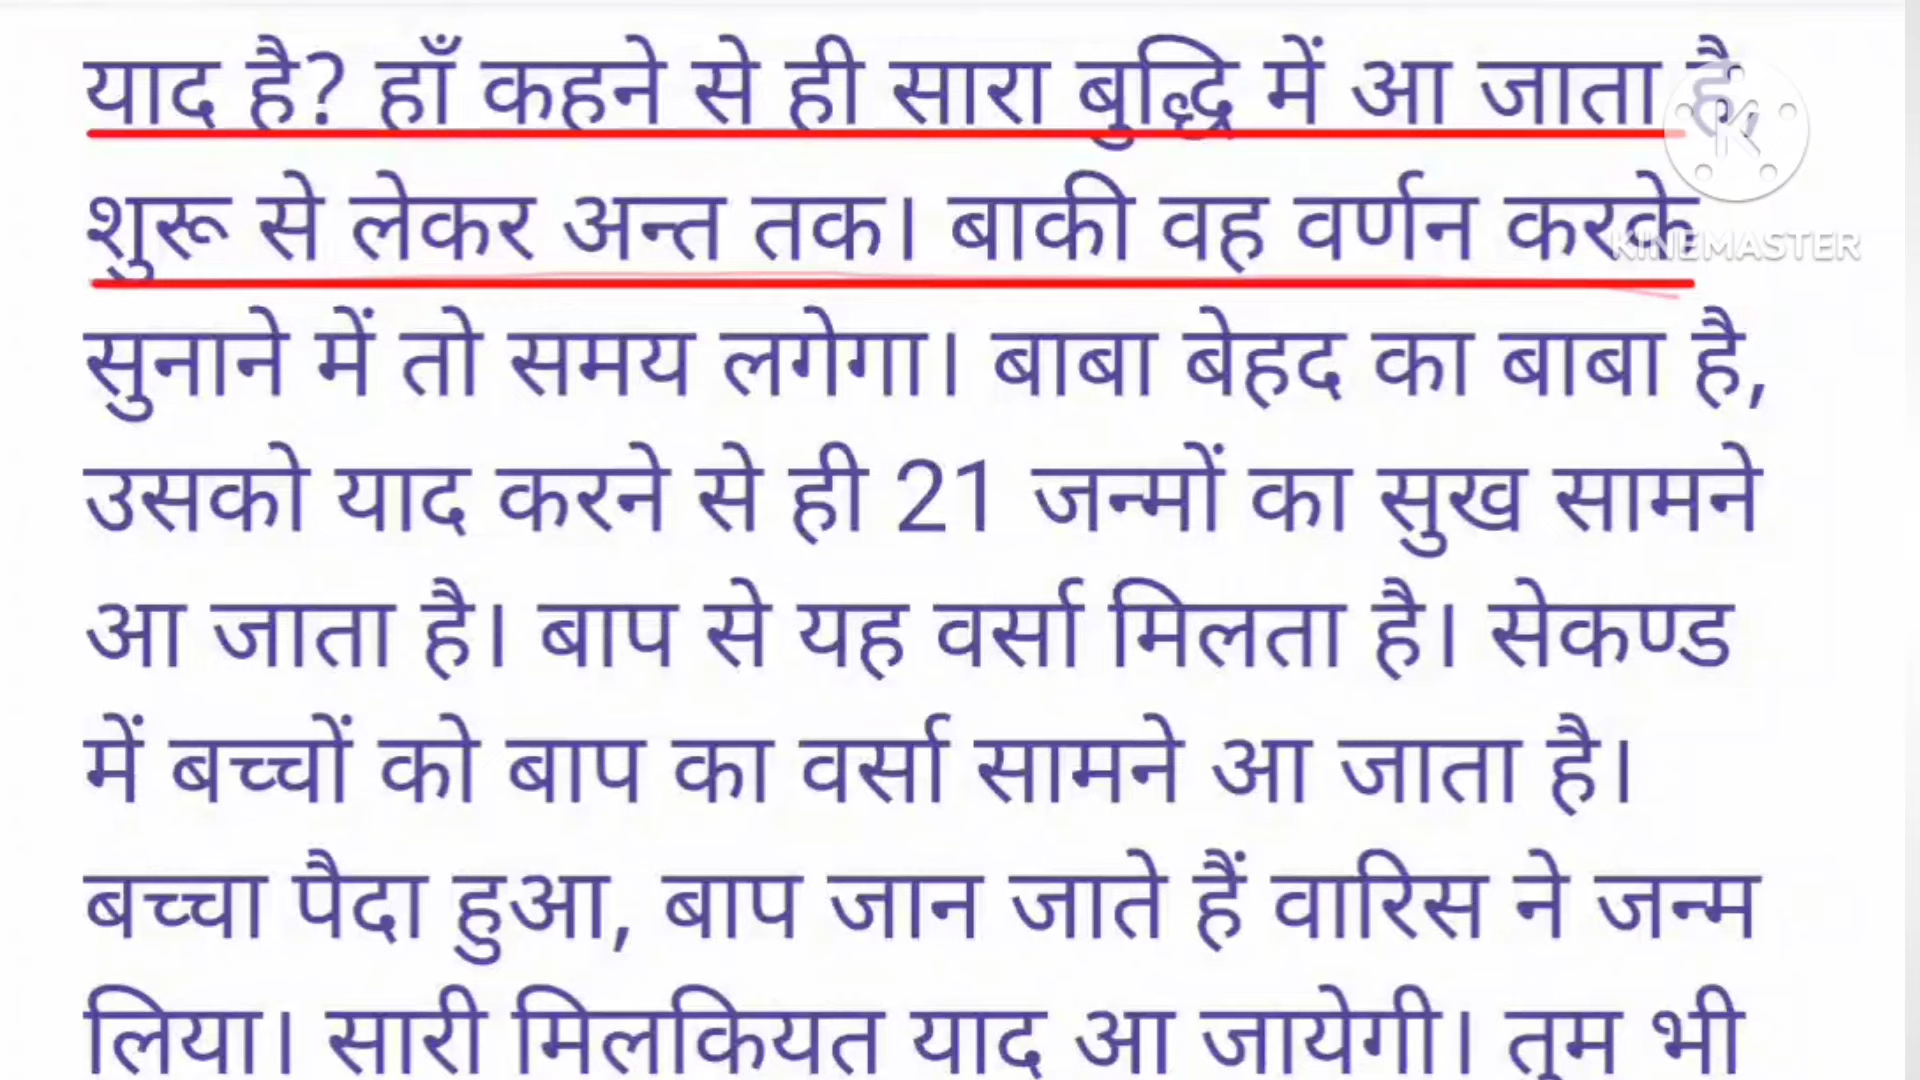 याद है? हाँ कहने से ही सारा बुद्धि में आ जाता है,
शुरू से लेकर अन्त तक। बाकी वह वर्णन करके
KINEMASTER
सुनाने में तो समय लगेगा। बाबा बेहद का बाबा है,
उसको याद करने से ही 21 जन्मों का सुख सामने
आ जाता है। बाप से यह वर्सा मिलता है। सेकण्ड
में बच्चों को बाप का वर्सा सामने आ जाता है।
बच्चा पैदा हुआ, बाप जान जाते हैं वारिस ने जन्म
लिया। सारी मिलकियत याद आ जायेगी। तुम भी